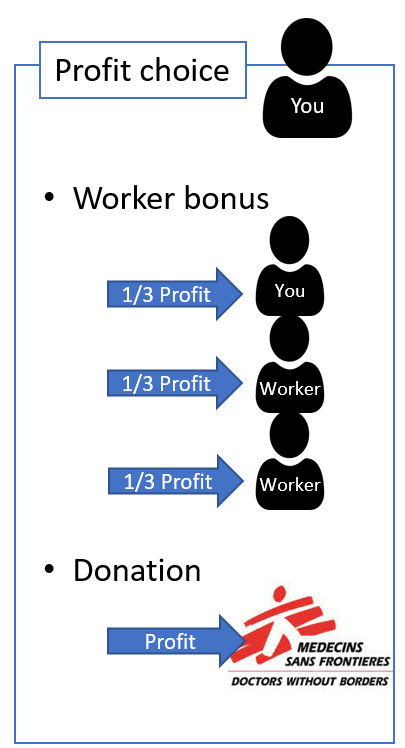 Profit choice
You
• Worker bonus
1/3 Profit
You
1/3 Profit
Worker
1/3 Profit
Worker
• Donation
Profit
MEDECINS
SANS FRONTIERES
DOCTORS WITHOUT BORDERS